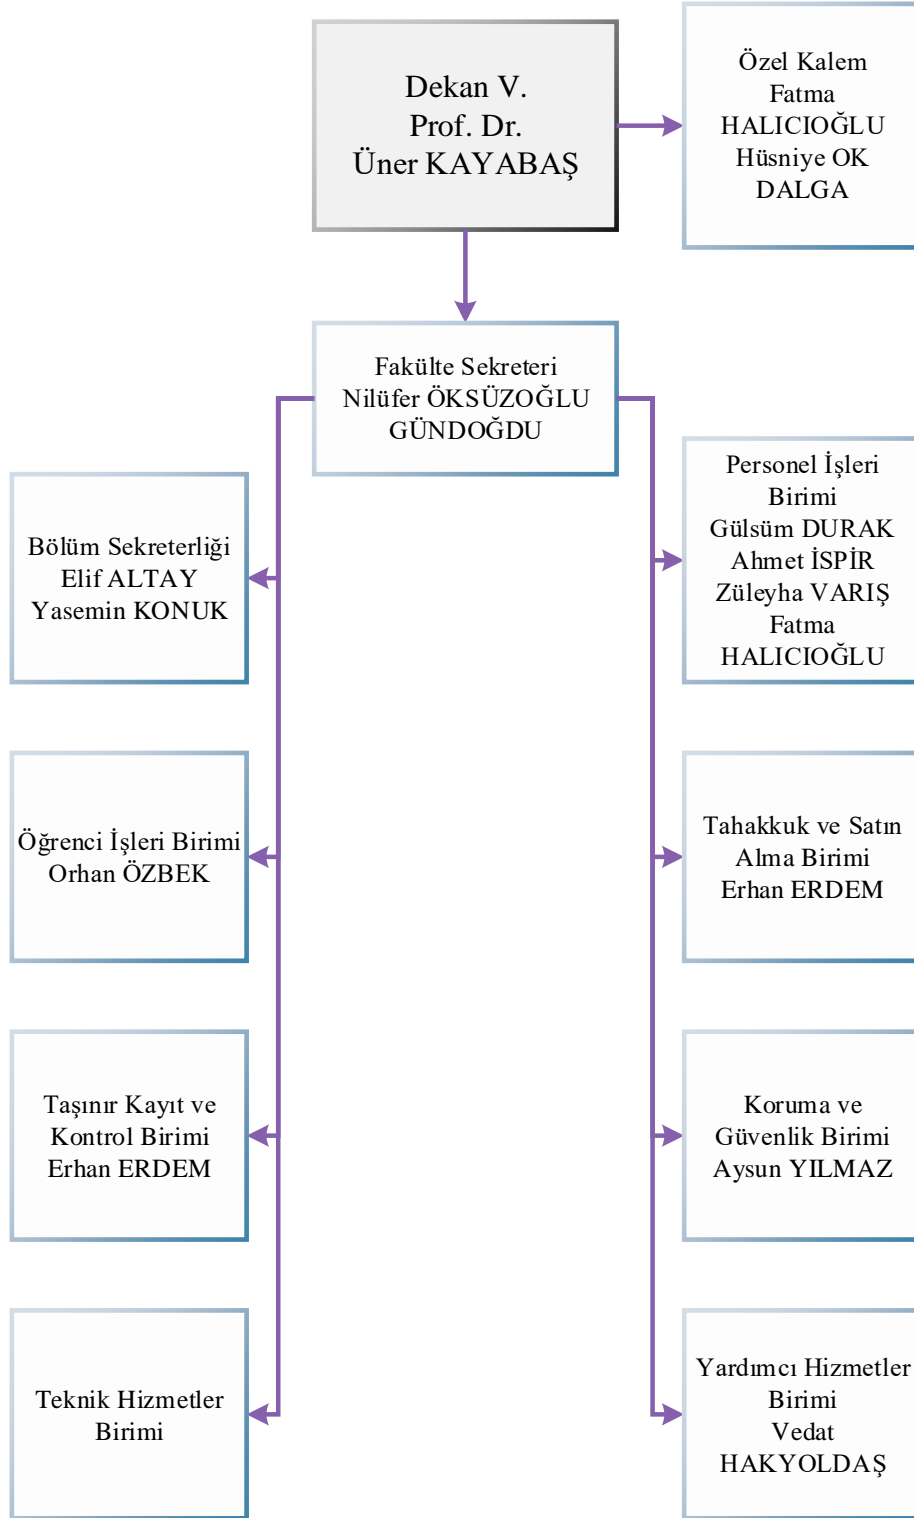 Dekan V.
Prof. Dr.
Üner KAYABAŞ
Özel Kalem
Fatma
HALICIOĞLU
Hüsniye OK
DALGA
Fakülte Sekreteri
Nilüfer ÖKSÜZOĞLU
GÜNDOĞDU
Bölüm Sekreterliği
Elif ALTAY
Yasemin KONUK
Personel İşleri
Birimi
Gülsüm DURAK
Ahmet İSPİR
Züleyha VARIŞ
Fatma
HALICIOĞLU
Öğrenci İşleri Birimi
Orhan ÖZBEK
Tahakkuk ve Satın
Alma Birimi
Erhan ERDEM
Taşınır Kayıt ve
Kontrol Birimi
Erhan ERDEM
Koruma ve
Güvenlik Birimi
Aysun YILMAZ
Teknik Hizmetler
Birimi
Yardımcı Hizmetler
Birimi
Vedat
HAKYOLDAŞ